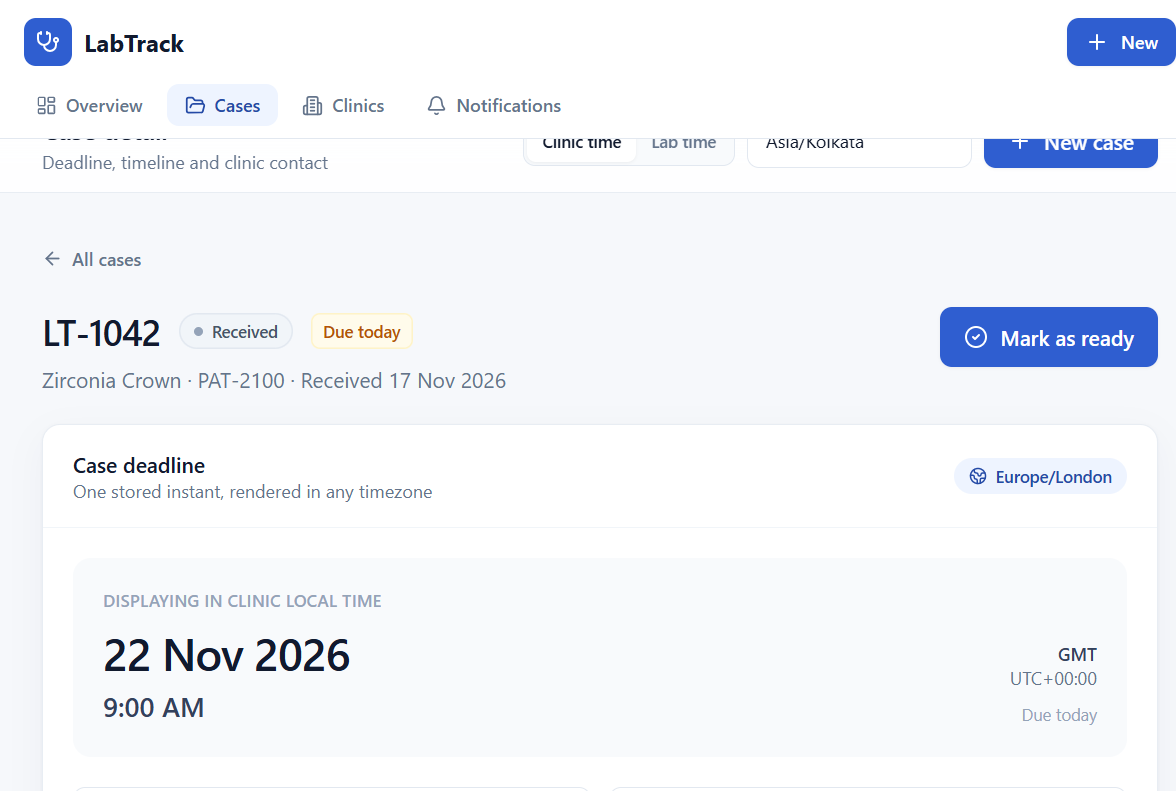 LabTrack
New
Overview
Cases
Clinics
Notifications
Deadline, timeline and clinic contact
Clinic time
Lab time
Asia/Kolkata
New case
All cases
LT-1042
Received
Due today
Mark as ready
Zirconia Crown · PAT-2100 · Received 17 Nov 2026
Case deadline
One stored instant, rendered in any timezone
Europe/London
DISPLAYING IN CLINIC LOCAL TIME
22 Nov 2026
9:00 AM
GMT
UTC+00:00
Due today